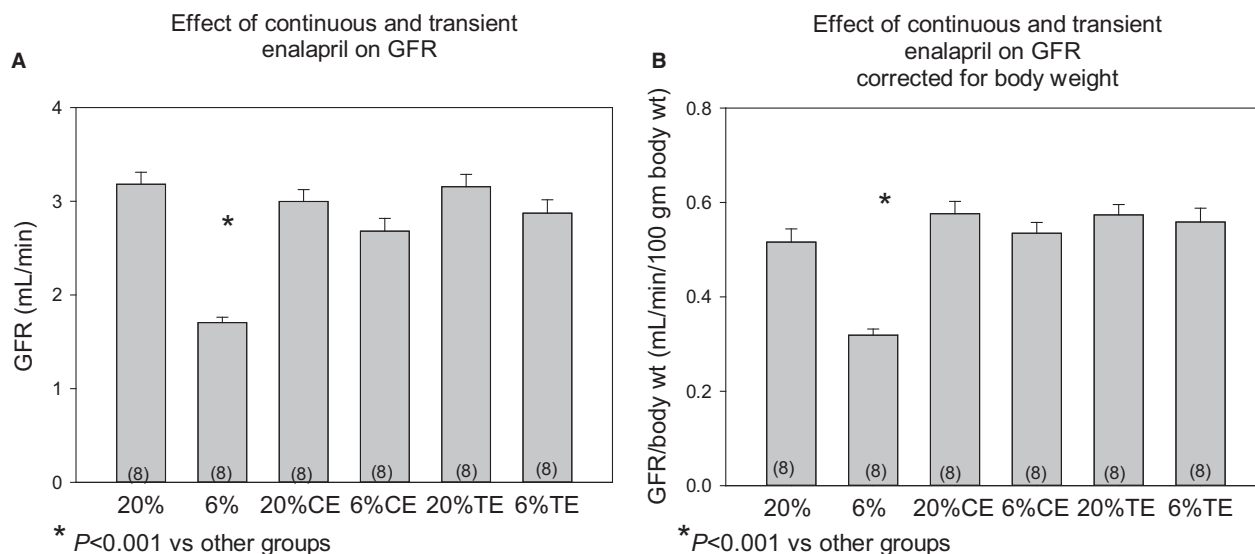 Effect of continuous and transient
enalapril on GFR
A
GFR (mL/min)
4
3
2
1
0
*
(8) (8) (8) (8) (8) (8)
20% 6% 20%CE 6%CE 20%TE 6%TE
* P<0.001 vs other groups
Effect of continuous and transient
enalapril on GFR
corrected for body weight
B
GFR/body wt (mL/min/100 gm body wt)
0.8
0.6
0.4
0.2
0.0
*
(8) (8) (8) (8) (8) (8)
20% 6% 20%CE 6%CE 20%TE 6%TE
*P<0.001 vs other groups